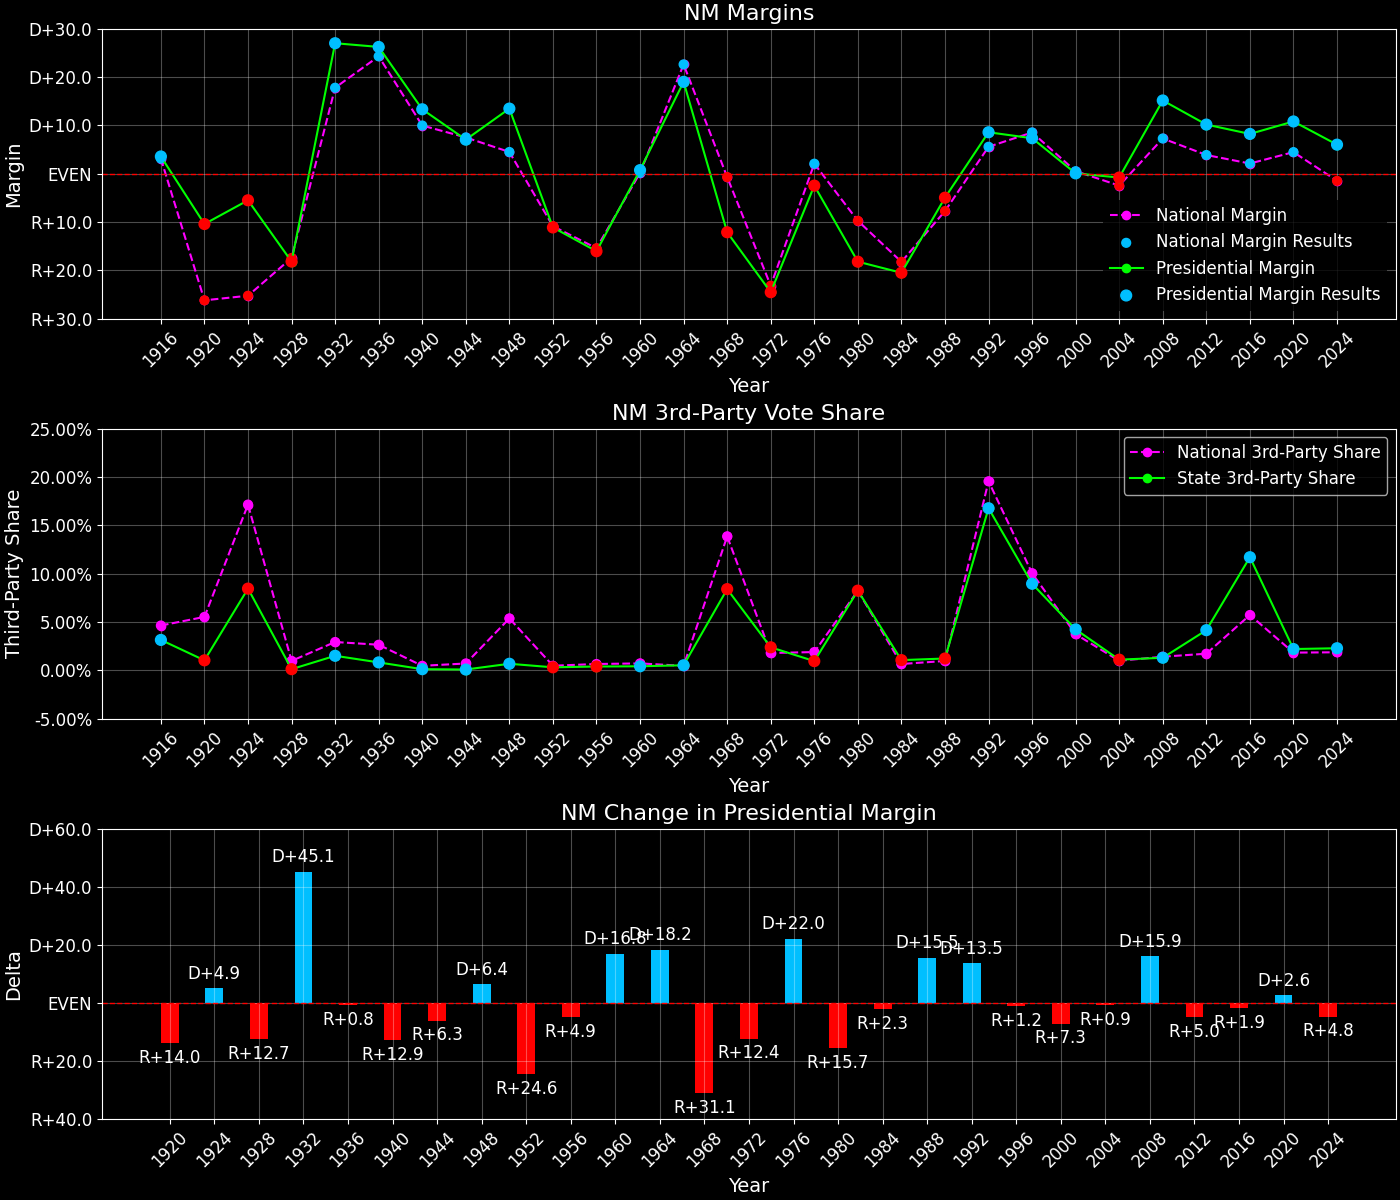 NM Margins
Margin
D+30.0
D+20.0
D+10.0
EVEN
R+10.0
R+20.0
R+30.0
National Margin
National Margin Results
Presidential Margin
Presidential Margin Results
1916 1920 1924 1928 1932 1936 1940 1944 1948 1952 1956 1960 1964 1968 1972 1976 1980 1984 1988 1992 1996 2000 2004 2008 2012 2016 2020 2024
Year
NM 3rd-Party Vote Share
Third-Party Share
25.00%
20.00%
15.00%
10.00%
5.00%
0.00%
-5.00%
National 3rd-Party Share
State 3rd-Party Share
1916 1920 1924 1928 1932 1936 1940 1944 1948 1952 1956 1960 1964 1968 1972 1976 1980 1984 1988 1992 1996 2000 2004 2008 2012 2016 2020 2024
Year
NM Change in Presidential Margin
Delta
D+60.0
D+40.0
D+20.0
EVEN
R+20.0
R+40.0
R+14.0
D+4.9
R+12.7
D+45.1
R+0.8
R+12.9
R+6.3
D+6.4
R+24.6
R+4.9
D+16.8
D+18.2
R+31.1
R+12.4
D+22.0
R+15.7
R+2.3
D+15.5
D+13.5
R+1.2
R+7.3
R+0.9
D+15.9
R+5.0
R+1.9
D+2.6
R+4.8
1920 1924 1928 1932 1936 1940 1944 1948 1952 1956 1960 1964 1968 1972 1976 1980 1984 1988 1992 1996 2000 2004 2008 2012 2016 2020 2024
Year